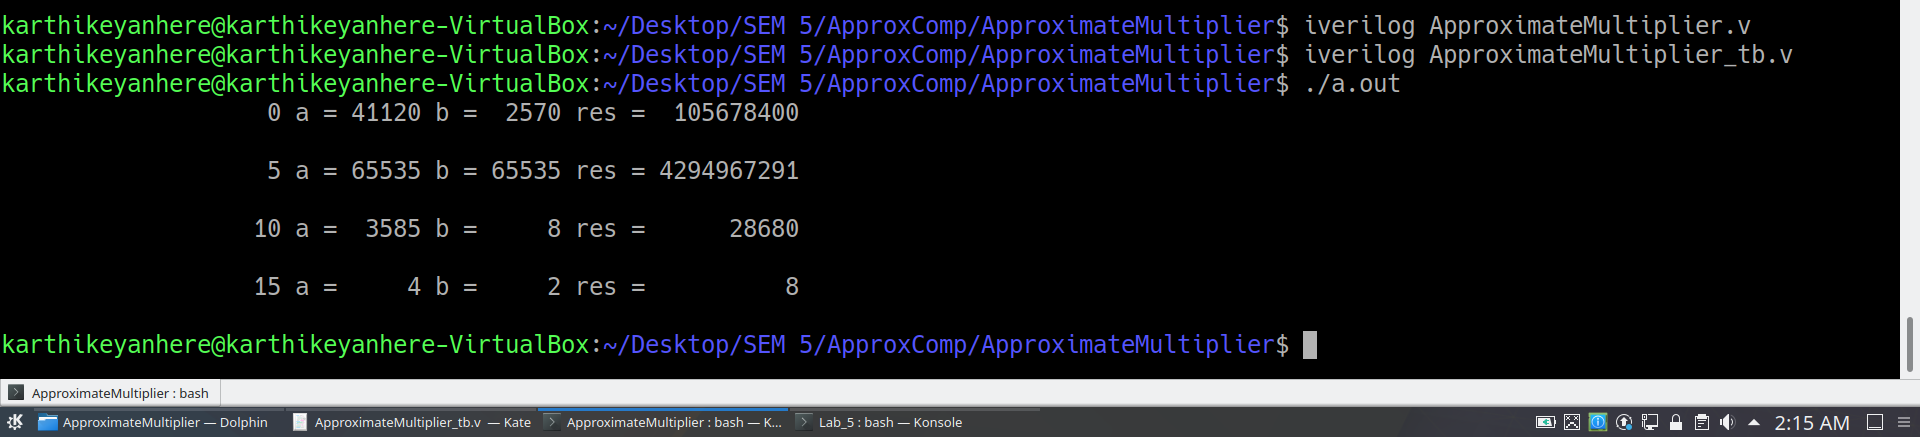 karthikeyanhere@karthikeyanhere-VirtualBox:~/Desktop/SEM 5/ApproxComp/ApproximateMultiplier$ iverilog ApproximateMultiplier.v
karthikeyanhere@karthikeyanhere-VirtualBox:~/Desktop/SEM 5/ApproxComp/ApproximateMultiplier$ iverilog ApproximateMultiplier_tb.v
karthikeyanhere@karthikeyanhere-VirtualBox:~/Desktop/SEM 5/ApproxComp/ApproximateMultiplier$ ./a.out
0 a = 41120 b =  2570 res =  105678400
5 a = 65535 b = 65535 res = 4294967291
10 a =  3585 b =     8 res =      28680
15 a =     4 b =     2 res =          8
karthikeyanhere@karthikeyanhere-VirtualBox:~/Desktop/SEM 5/ApproxComp/ApproximateMultiplier$
ApproximateMultiplier : bash
ApproximateMultiplier — Dolphin ApproximateMultiplier_tb.v — Kate ApproximateMultiplier : bash — K... Lab_5 : bash — Konsole 2:15 AM